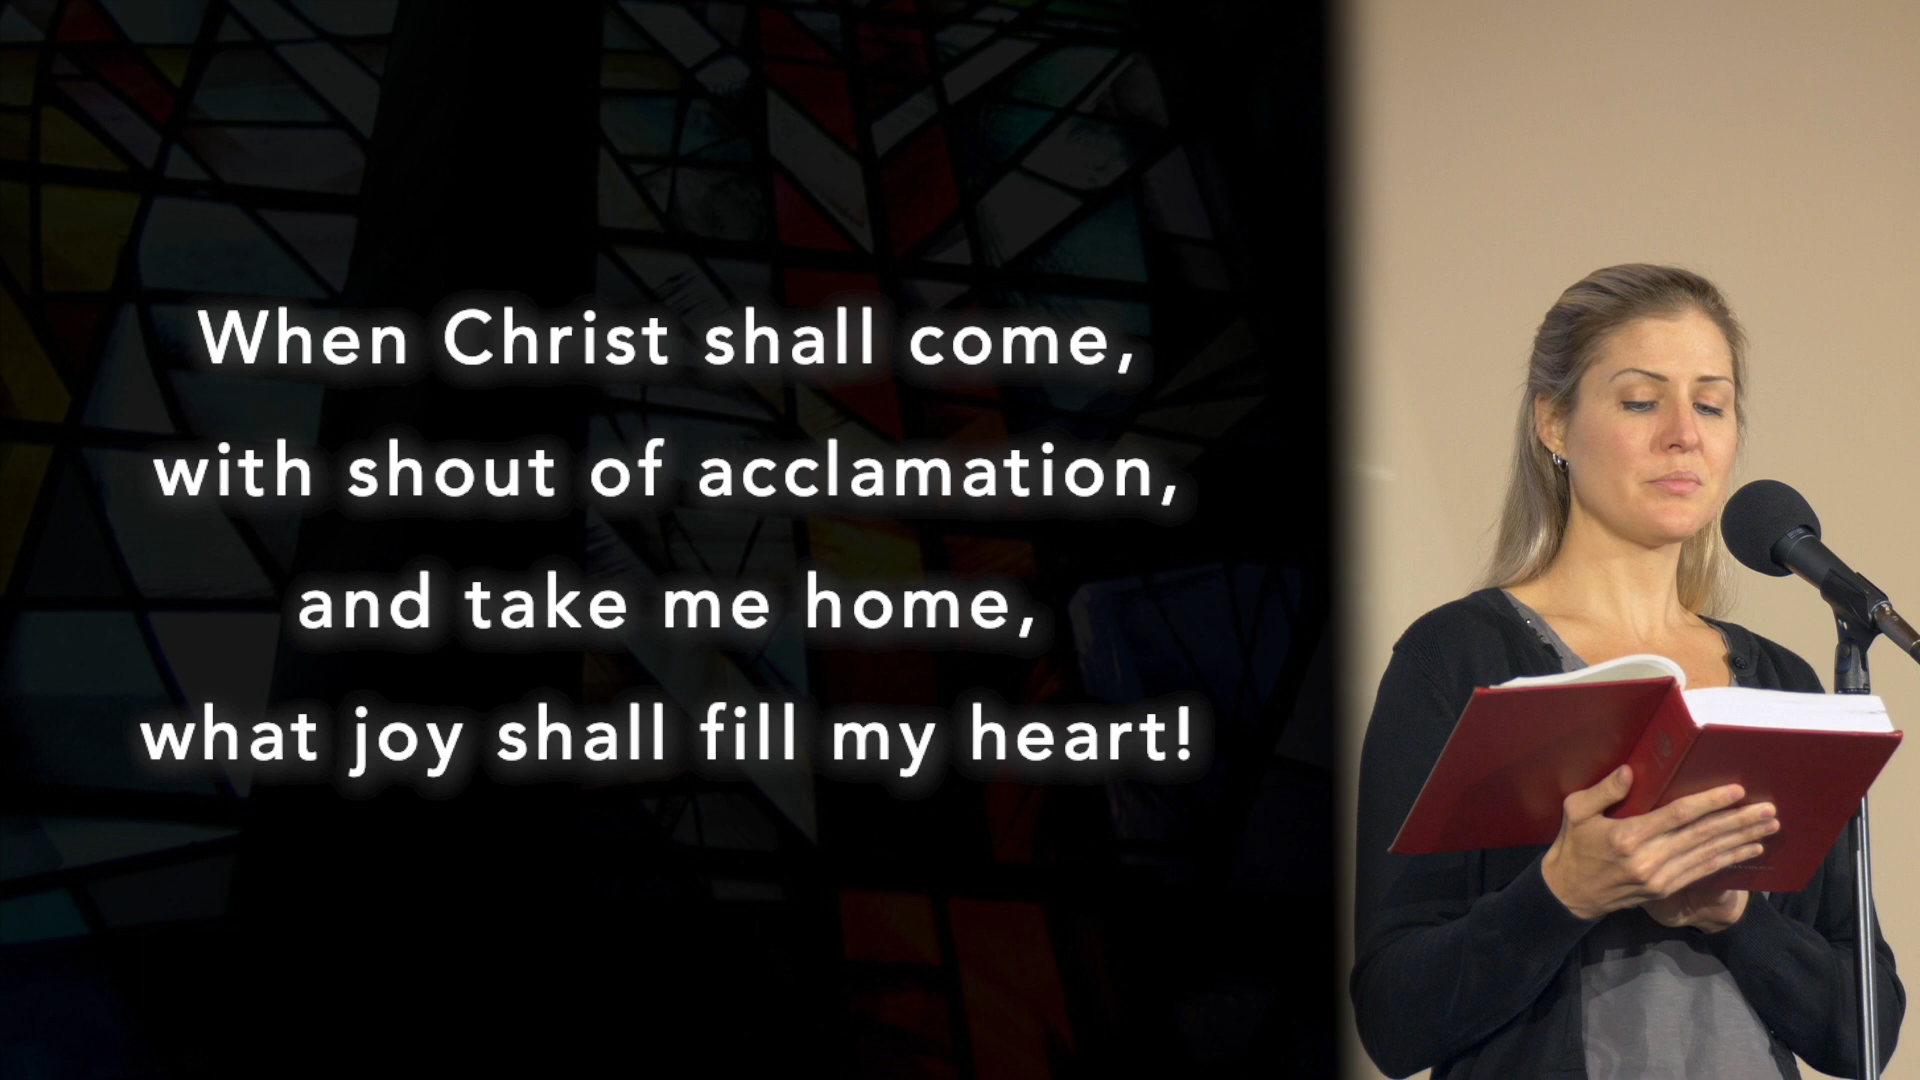 When Christ shall come,
with shout of acclamation,
and take me home,
what joy shall fill my heart!